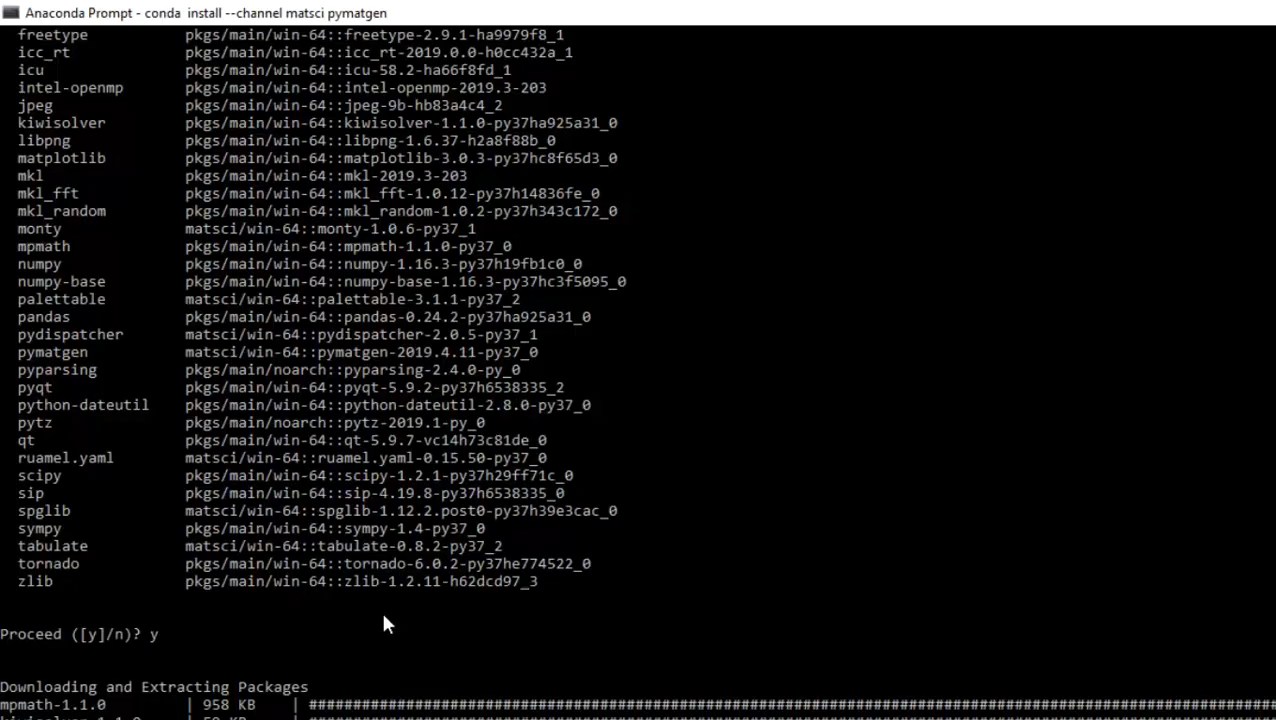 Anaconda Prompt - conda  install --channel matsci pymatgen
freetype           pkgs/main/win-64::freetype-2.9.1-ha9979f8_1
icc_rt             pkgs/main/win-64::icc_rt-2019.0.0-h0cc432a_1
icu                pkgs/main/win-64::icu-58.2-ha66f8fd_1
intel-openmp       pkgs/main/win-64::intel-openmp-2019.3-203
jpeg               pkgs/main/win-64::jpeg-9b-hb83a4c4_2
kiwisolver         pkgs/main/win-64::kiwisolver-1.1.0-py37ha925a31_0
libpng             pkgs/main/win-64::libpng-1.6.37-h2a8f88b_0
matplotlib         pkgs/main/win-64::matplotlib-3.0.3-py37hc8f65d3_0
mkl                pkgs/main/win-64::mkl-2019.3-203
mkl_fft            pkgs/main/win-64::mkl_fft-1.0.12-py37h14836fe_0
mkl_random         pkgs/main/win-64::mkl_random-1.0.2-py37h343c172_0
monty              matsci/win-64::monty-1.0.6-py37_1
mpmath             pkgs/main/win-64::mpmath-1.1.0-py37_0
numpy              pkgs/main/win-64::numpy-1.16.3-py37h19fb1c0_0
numpy-base         pkgs/main/win-64::numpy-base-1.16.3-py37hc3f5095_0
palettable         matsci/win-64::palettable-3.1.1-py37_2
pandas             pkgs/main/win-64::pandas-0.24.2-py37ha925a31_0
pydispatcher       matsci/win-64::pydispatcher-2.0.5-py37_1
pymatgen           matsci/win-64::pymatgen-2019.4.11-py37_0
pyparsing          pkgs/main/noarch::pyparsing-2.4.0-py_0
pyqt               pkgs/main/win-64::pyqt-5.9.2-py37h6538335_2
python-dateutil    pkgs/main/win-64::python-dateutil-2.8.0-py37_0
pytz               pkgs/main/noarch::pytz-2019.1-py_0
qt                 pkgs/main/win-64::qt-5.9.7-vc14h73c81de_0
ruamel.yaml        matsci/win-64::ruamel.yaml-0.15.50-py37_0
scipy              pkgs/main/win-64::scipy-1.2.1-py37h29ff71c_0
sip                pkgs/main/win-64::sip-4.19.8-py37h6538335_0
spglib             matsci/win-64::spglib-1.12.2.post0-py37h39e3cac_0
sympy              pkgs/main/win-64::sympy-1.4-py37_0
tabulate           matsci/win-64::tabulate-0.8.2-py37_2
tornado            pkgs/main/win-64::tornado-6.0.2-py37he774522_0
zlib               pkgs/main/win-64::zlib-1.2.11-h62dcd97_3
Proceed ([y]/n)? y
Downloading and Extracting Packages
mpmath-1.1.0         | 958 KB    | ##############################################################################################################